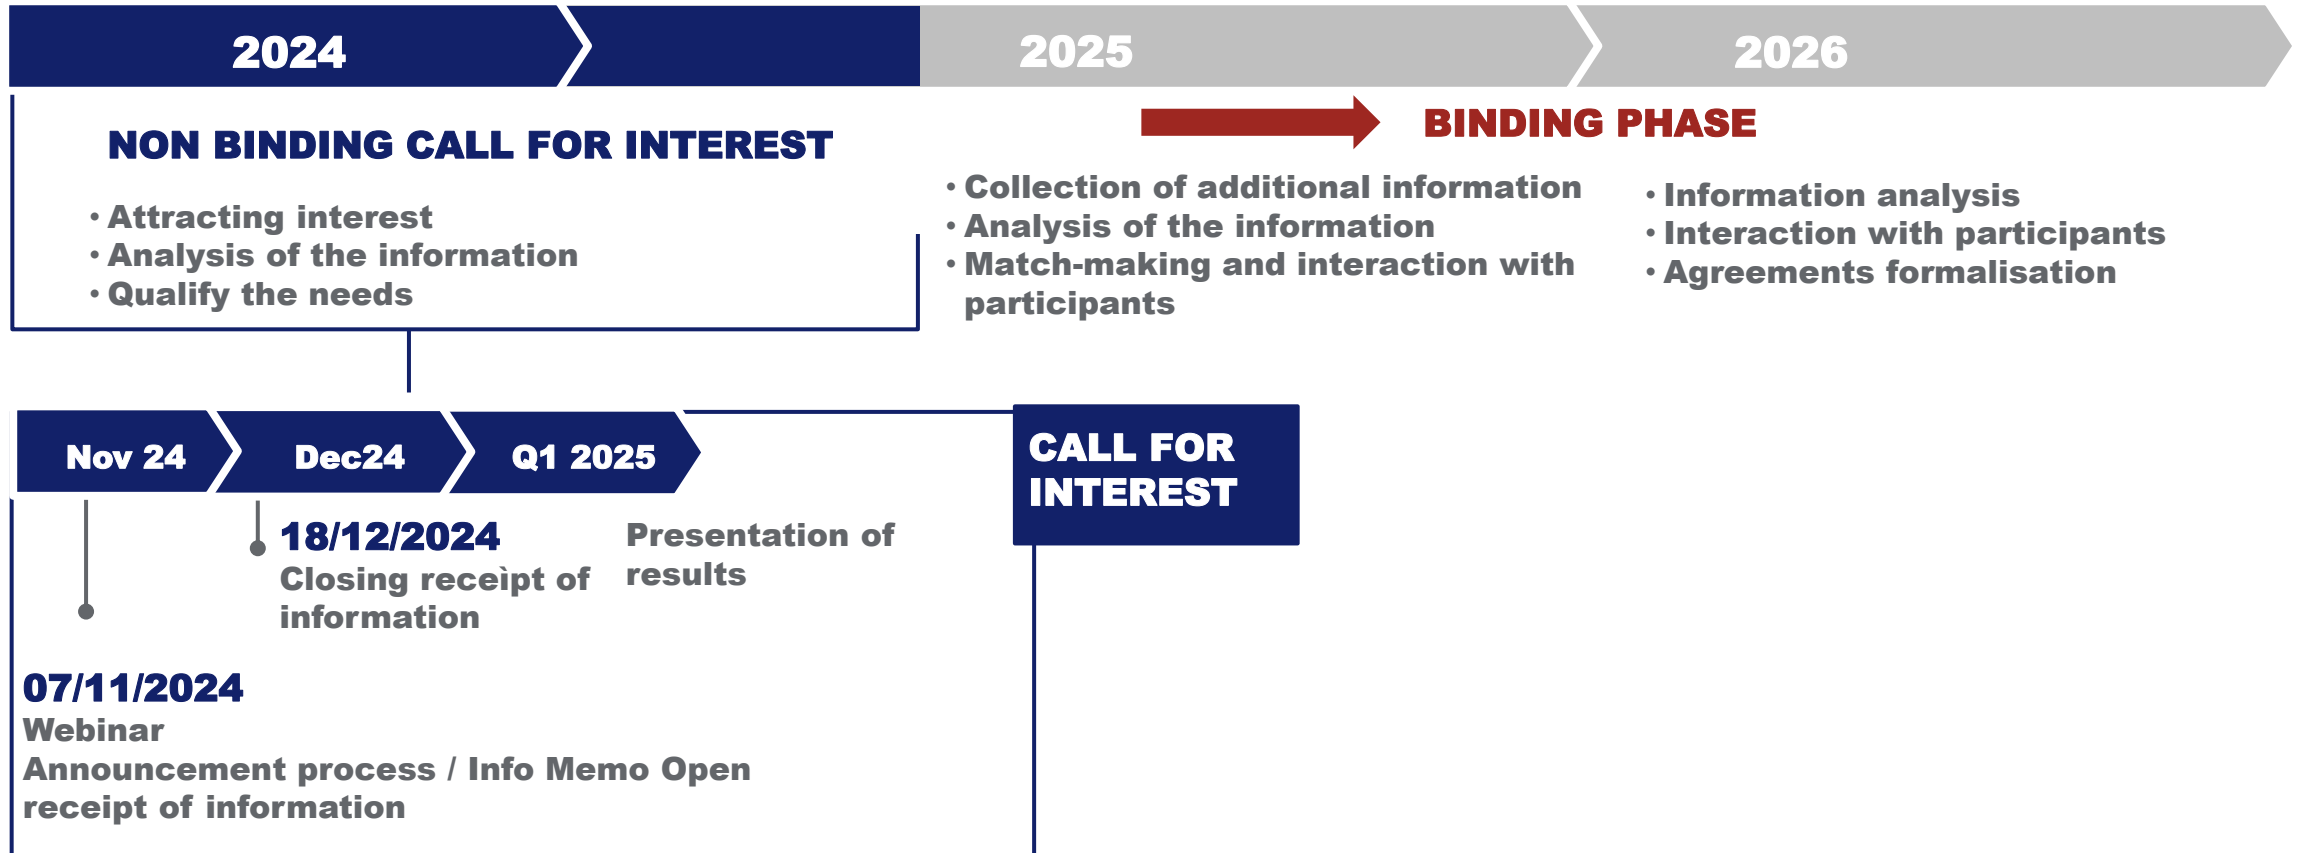 2024
2025
2026
NON BINDING CALL FOR INTEREST
• Attracting interest
• Analysis of the information
• Qualify the needs
BINDING PHASE
• Collection of additional information
• Analysis of the information
• Match-making and interaction with
participants
• Information analysis
• Interaction with participants
• Agreements formalisation
Nov 24
Dec24
Q1 2025
CALL FOR
INTEREST
18/12/2024
Closing receìpt of
information
Presentation of
results
07/11/2024
Webinar
Announcement process / Info Memo Open
receipt of information